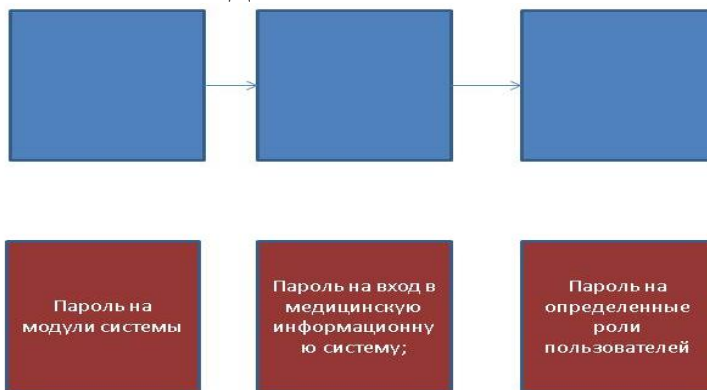 Пароль на
модули системы
Пароль на вход в
медицинскую
информационну
ю систему;
Пароль на
определенные
роли
пользователей